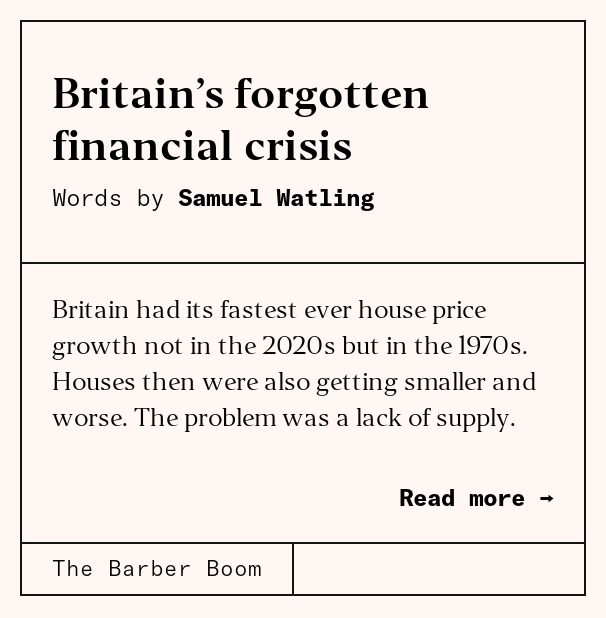 Britain’s forgotten
financial crisis
Words by Samuel Watling
Britain had its fastest ever house price
growth not in the 2020s but in the 1970s.
Houses then were also getting smaller and
worse. The problem was a lack of supply.
Read more →
The Barber Boom